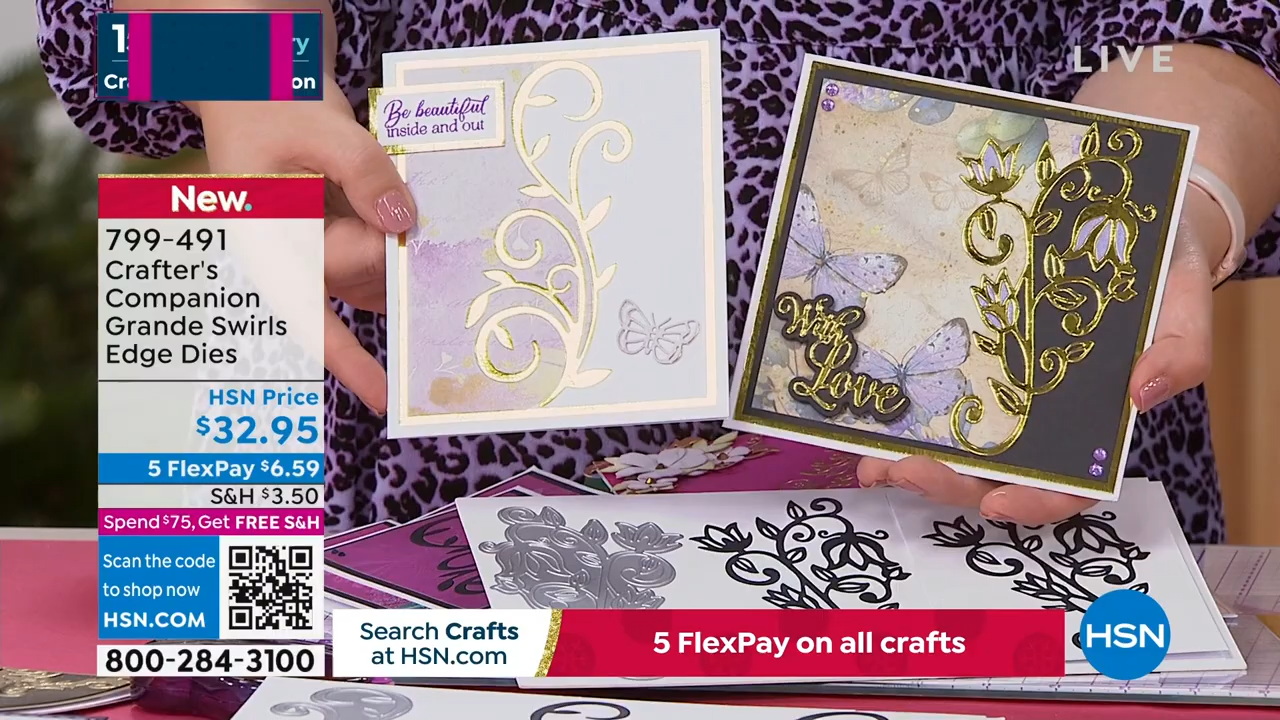 LIVE
Be beautiful
inside and out
With
Love
New.
799-491
Crafter's
Companion
Grande Swirls
Edge Dies
HSN Price
$32.95
5 FlexPay $6.59
S&H $3.50
Spend $75, Get FREE S&H
Scan the code
to shop now
HSN.COM
800-284-3100
Search Crafts
at HSN.com
5 FlexPay on all crafts
HSN